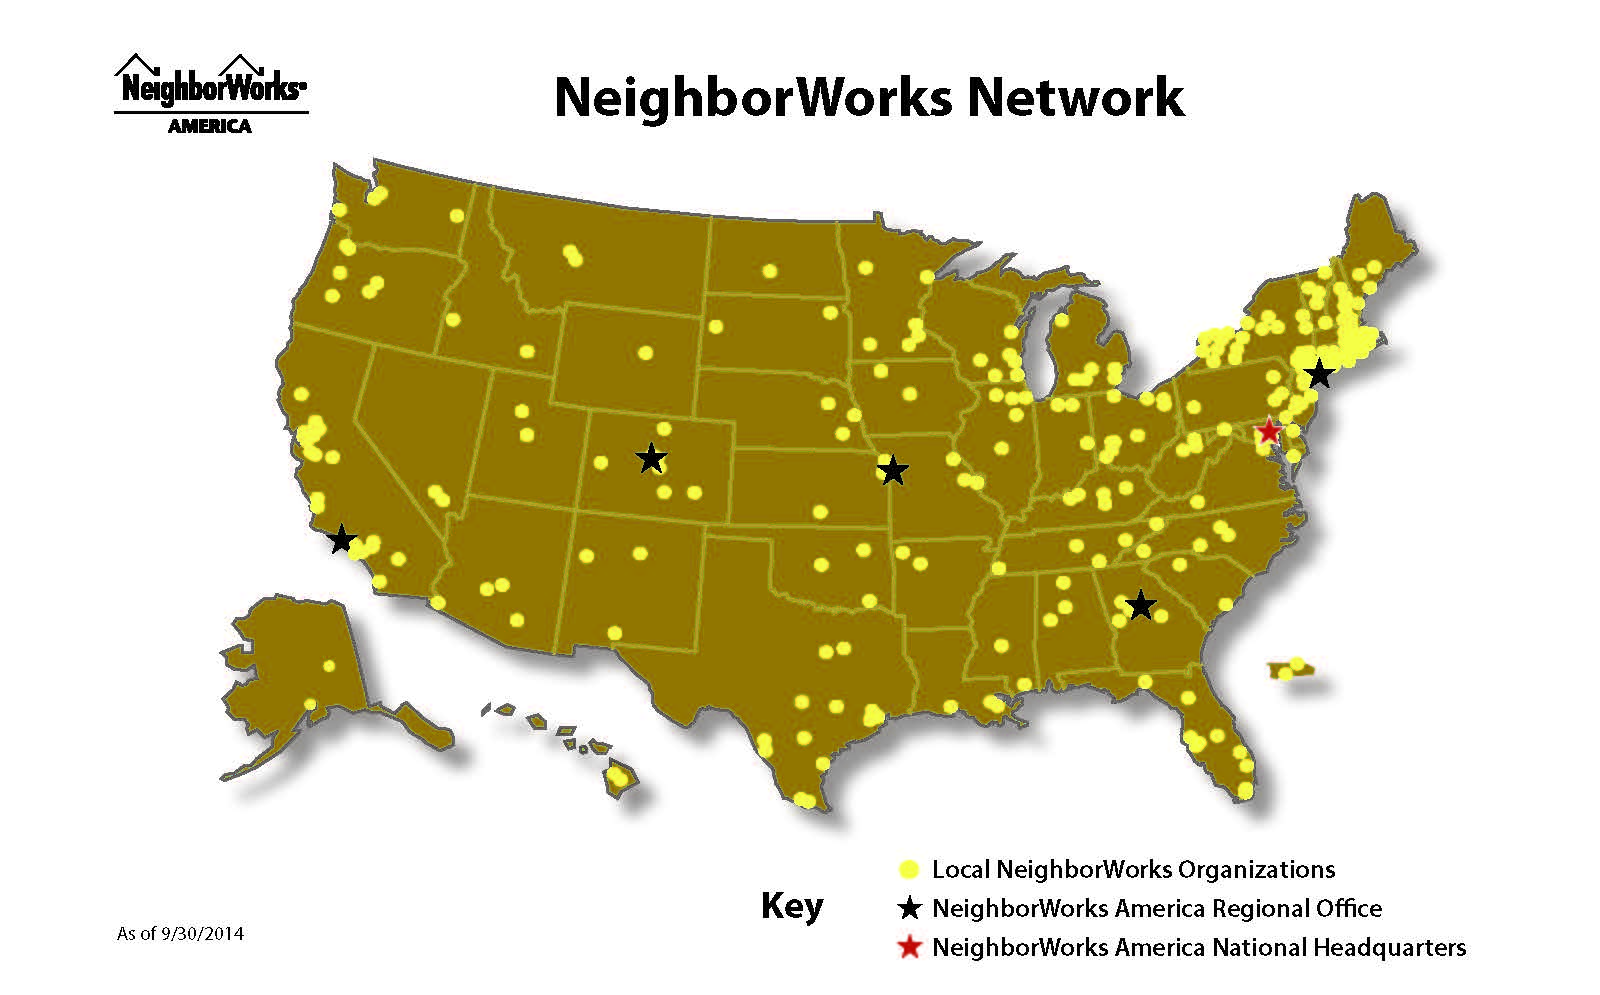 NeighborWorks®
AMERICA
NeighborWorks Network
Local NeighborWorks Organizations
Key
NeighborWorks America Regional Office
NeighborWorks America National Headquarters
As of 9/30/2014